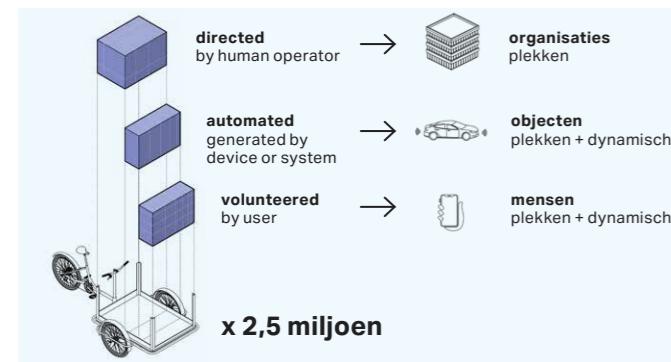 directed
by human operator
organisaties
plekken
automated
generated by
device or system
objecten
plekken + dynamisch
volunteered
by user
mensen
plekken + dynamisch
x 2,5 miljoen